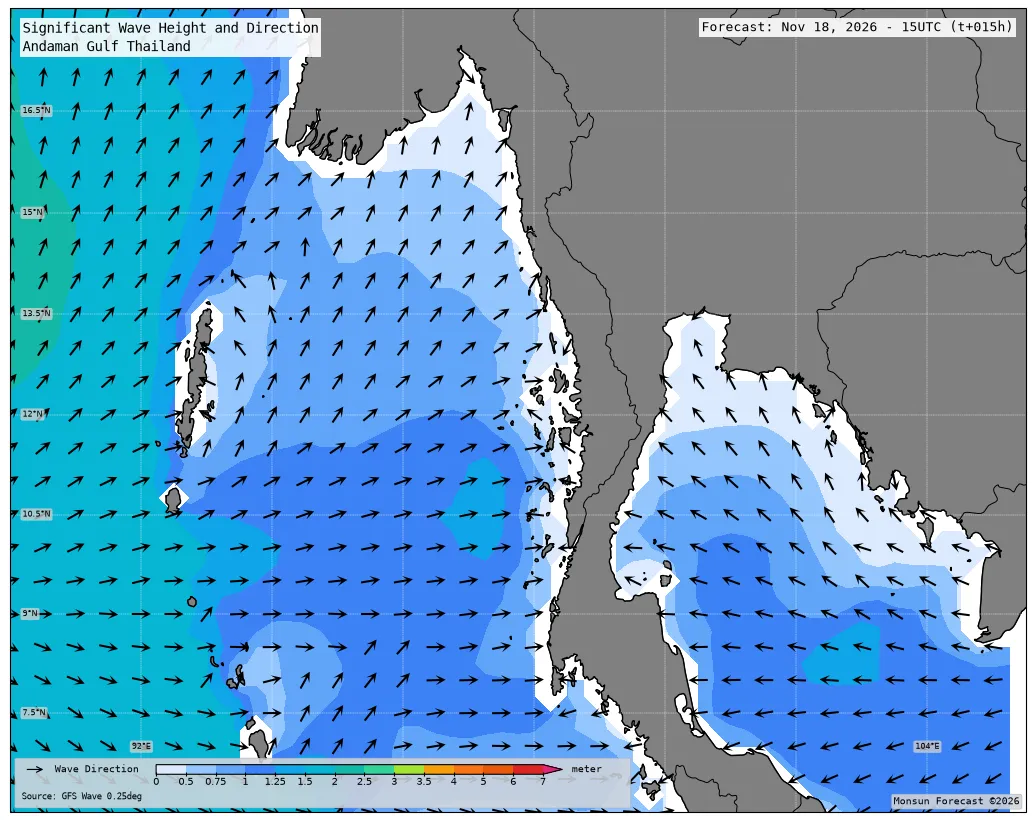 Significant Wave Height and Direction
Andaman Gulf Thailand
Forecast: Nov 18, 2026 - 15UTC (t+015h)
16.5°N
15°N
13.5°N
12°N
10.5°N
9°N
7.5°N
92°E
104°E
Wave Direction
0.5 0.75 1 1.25 1.5 2 2.5 3 3.5 4 5 6 7
meter
Source: GFS Wave 0.25deg
Monsun Forecast ©2026